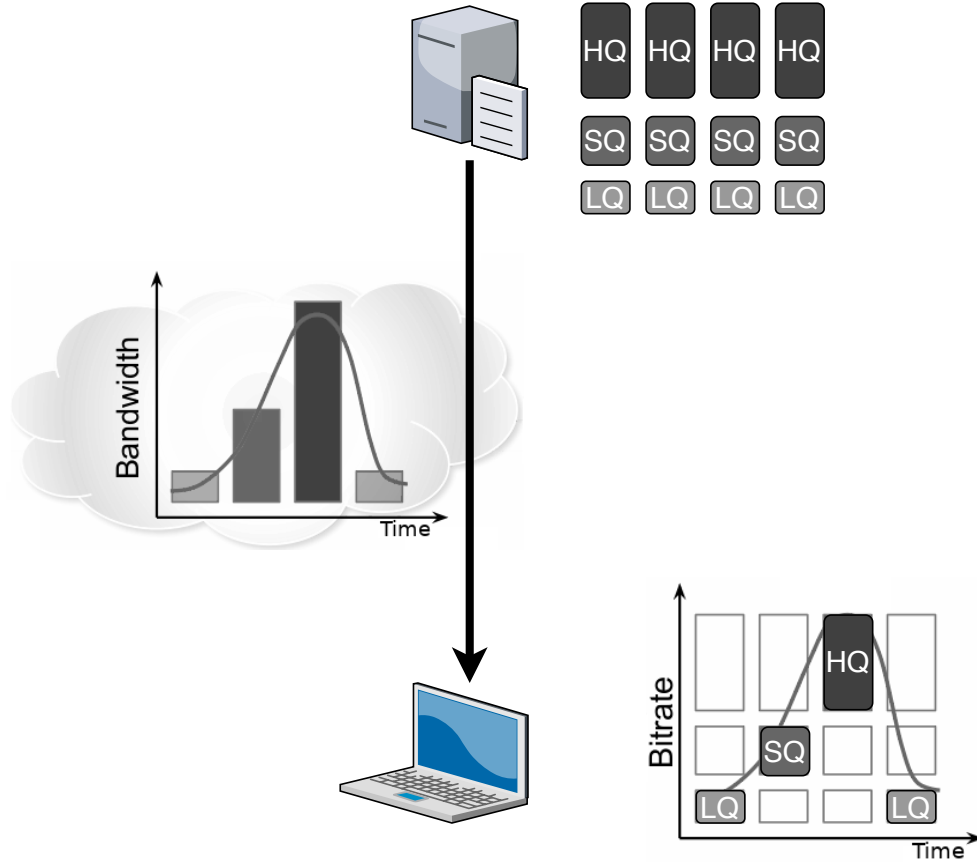 HQ HQ HQ HQ
SQ SQ SQ SQ
LQ LQ LQ LQ
Bandwidth
Time
HQ
Bitrate
SQ
LQ LQ
Time